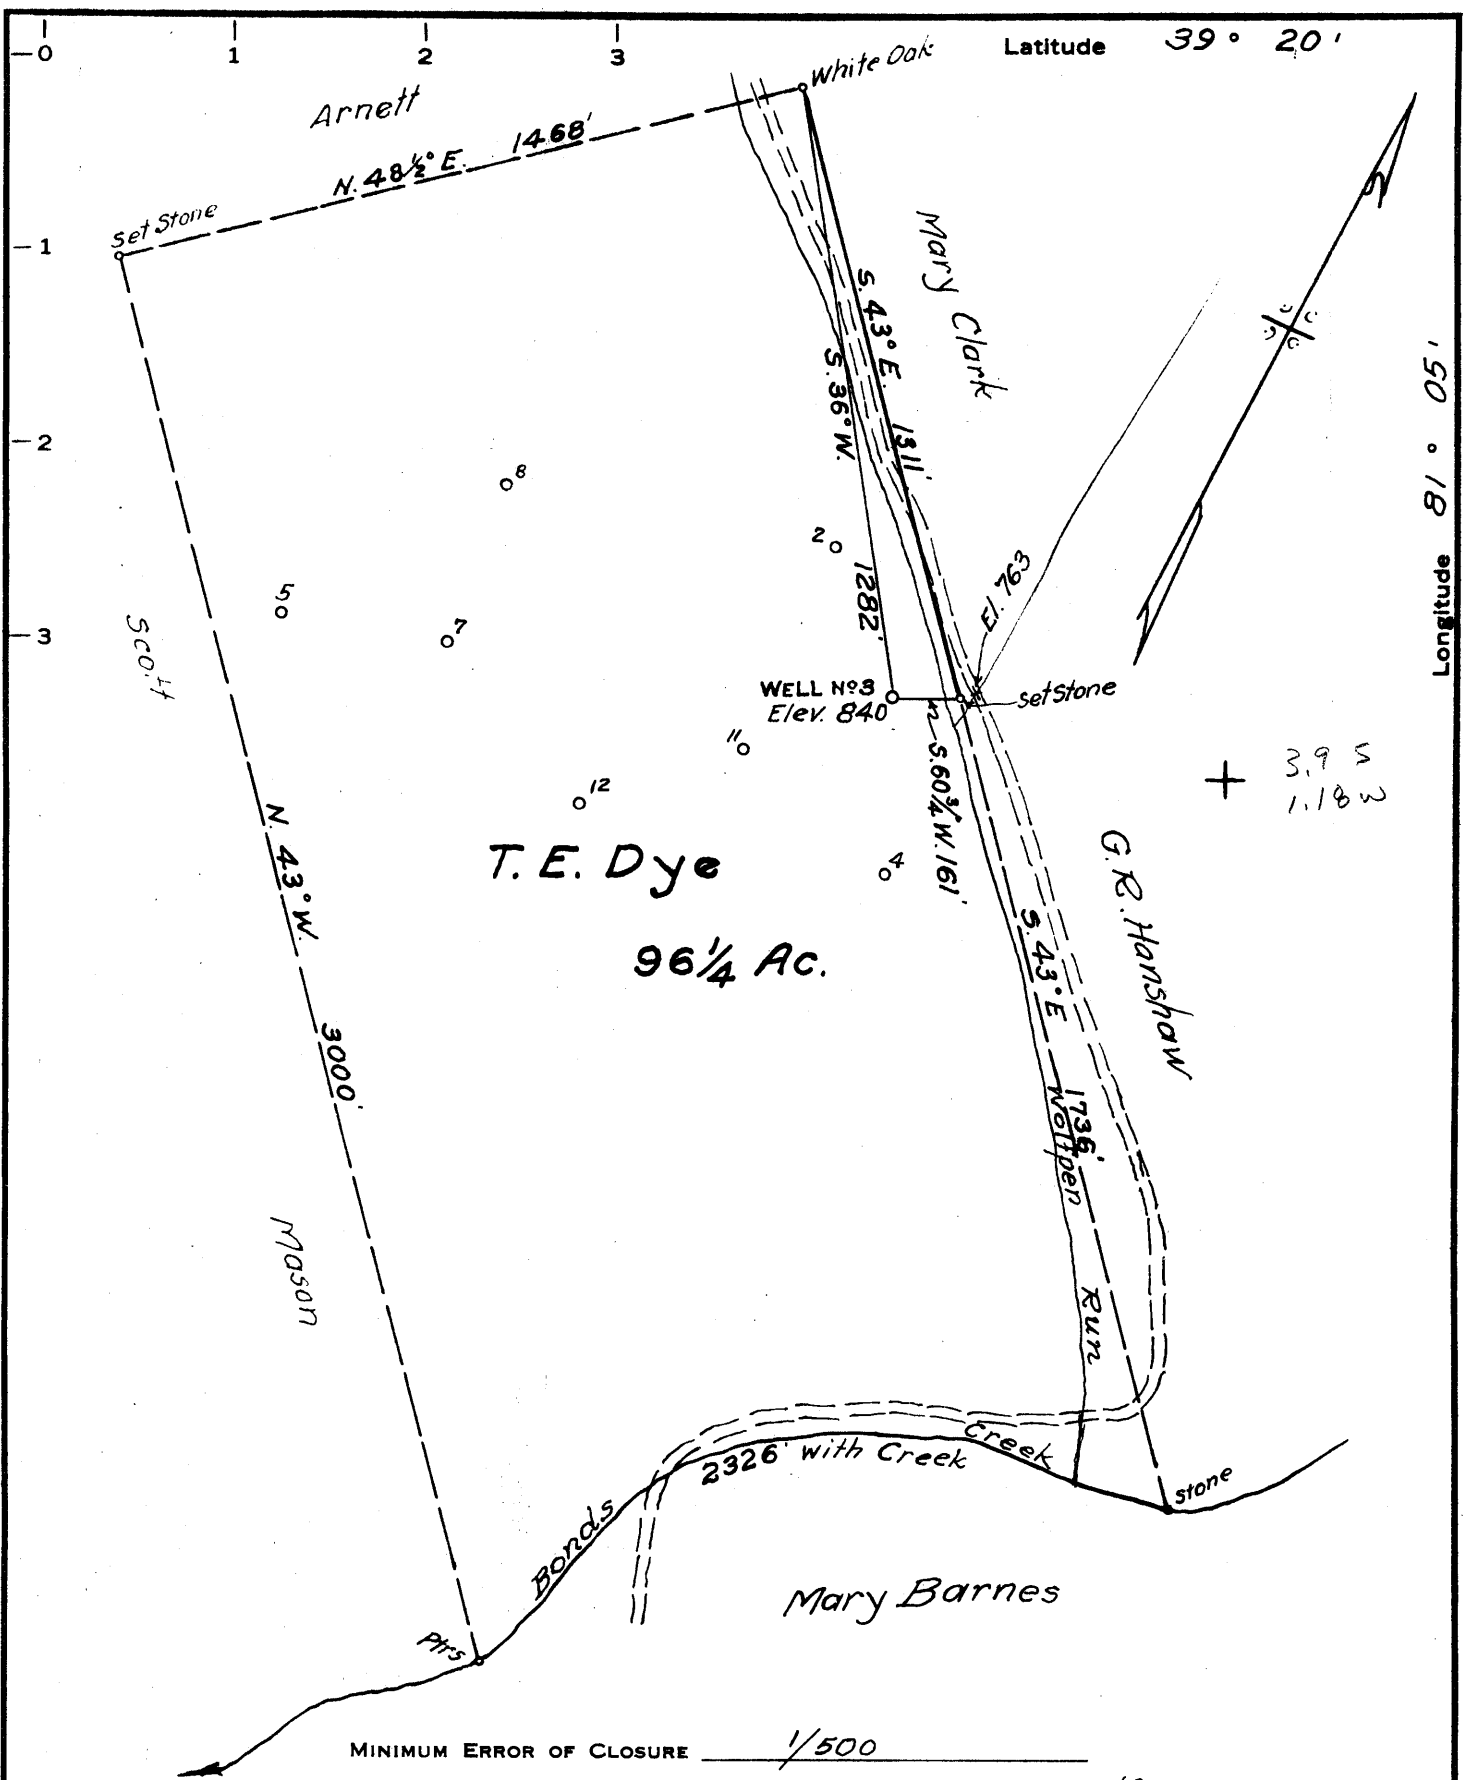 0 1 2 3 Latitude 39° 20'
0
White Oak
Arnett
N. 48½° E. 1468'
Set Stone
1
Mary Clark
S. 43° E. 1311'
S. 36° W. 1282'
Longitude 81° 05'
2
8
2
5
7
3
Scott
El. 763
WELL Nº3
Elev. 840
Set Stone
S. 60¾ W. 161'
11
12
3.9 S
1.18 W
T. E. Dye
4
N. 43° W. 3000'
G. R. Hanshaw
96¼ Ac.
S. 43° E 1736'
Wolfpen Run
Mason
Creek
2326' with Creek
Stone
Bonds
Mary Barnes
Ptrs
MINIMUM ERROR OF CLOSURE 1/500